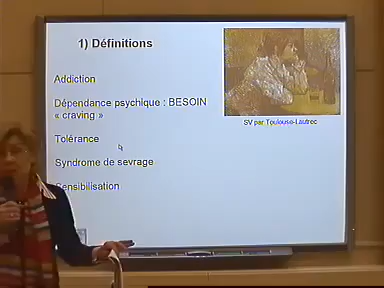 1) Définitions
Addiction
Dépendance psychique : BESOIN
« craving »
Tolérance
Syndrome de sevrage
Sensibilisation
SV par Toulouse-Lautrec